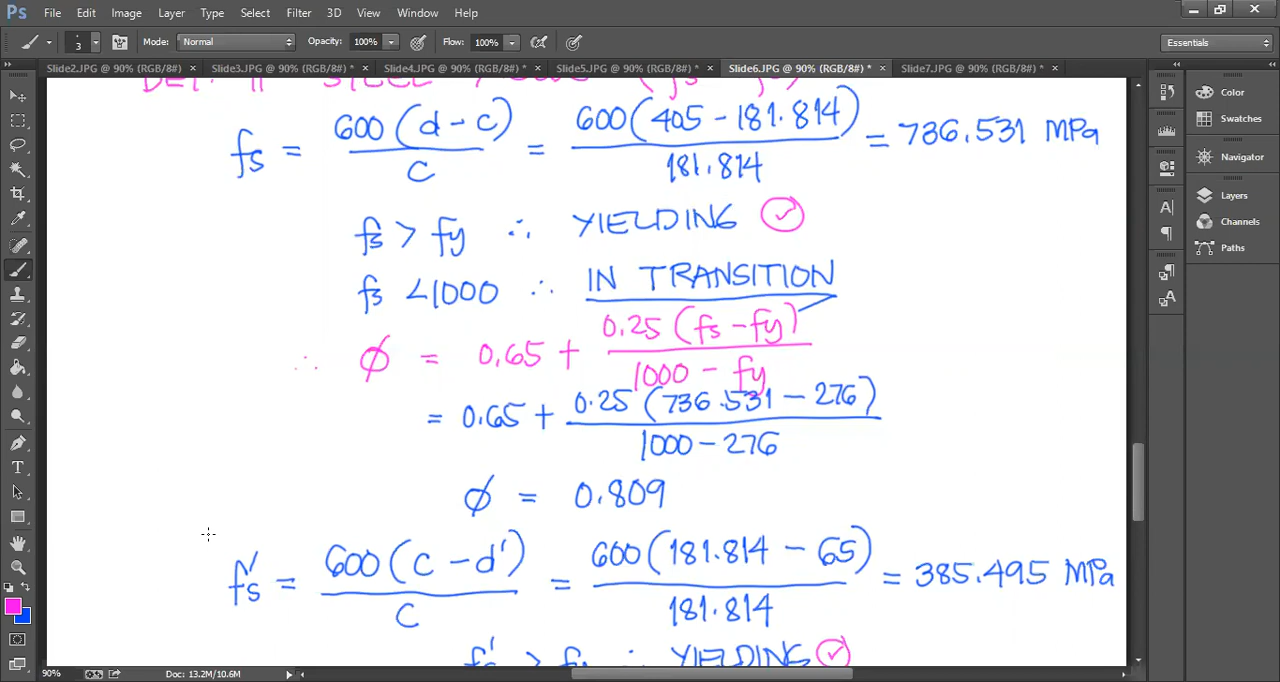 Ps File Edit Image Layer Type Select Filter 3D View Window Help
3 Mode: Normal Opacity: 100% Flow: 100% Essentials
Slide2.JPG @ 90% (RGB/8#) × Slide3.JPG @ 90% (RGB/8#) * × Slide4.JPG @ 90% (RGB/8#) * × Slide5.JPG @ 90% (RGB/8#) * × Slide6.JPG @ 90% (RGB/8#) * × Slide7.JPG @ 90% (RGB/8#) * ×
fs = 600(d - c) / c = 600(405 - 181.814) / 181.814 = 736.531 MPa
fs > fy ∴ YIELDING ✓
fs < 1000 ∴ IN TRANSITION
∴ φ = 0.65 + 0.25(fs - fy) / 1000 - fy
= 0.65 + 0.25(736.531 - 276) / 1000 - 276
φ = 0.809
fs' = 600(c - d') / c = 600(181.814 - 65) / 181.814 = 385.495 MPa
fs' > fy ∴ YIELDING ✓
Color
Swatches
Navigator
Layers
Channels
Paths
90% Doc: 13.2M/10.6M